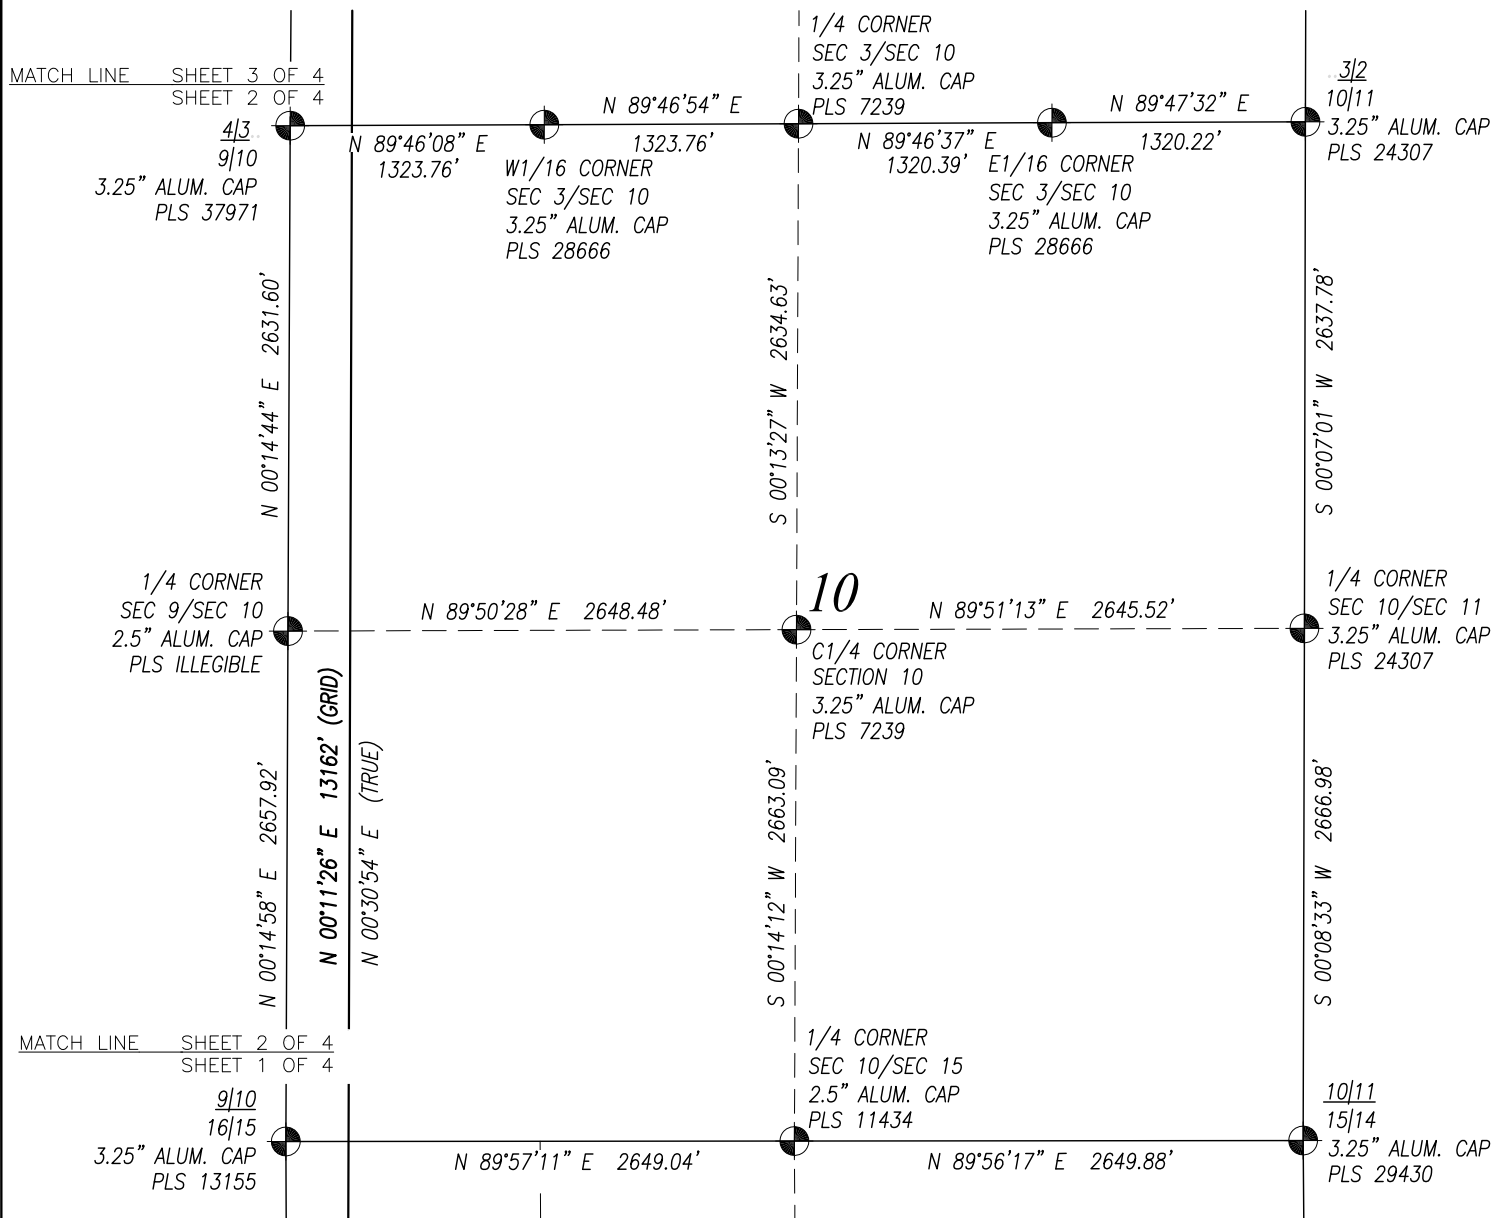 1/4 CORNER
SEC 3/SEC 10
3.25" ALUM. CAP
PLS 7239
MATCH LINE SHEET 3 OF 4
SHEET 2 OF 4
3|2
10|11
3.25" ALUM. CAP
PLS 24307
4|3
9|10
3.25" ALUM. CAP
PLS 37971
N 89°46'08" E
1323.76'
N 89°46'54" E
1323.76'
N 89°46'37" E
1320.39'
N 89°47'32" E
1320.22'
W1/16 CORNER
SEC 3/SEC 10
3.25" ALUM. CAP
PLS 28666
E1/16 CORNER
SEC 3/SEC 10
3.25" ALUM. CAP
PLS 28666
N 00°14'44" E 2631.60'
S 00°13'27" W 2634.63'
S 00°07'01" W 2637.78'
1/4 CORNER
SEC 9/SEC 10
2.5" ALUM. CAP
PLS ILLEGIBLE
N 89°50'28" E 2648.48'
10
N 89°51'13" E 2645.52'
1/4 CORNER
SEC 10/SEC 11
3.25" ALUM. CAP
PLS 24307
C1/4 CORNER
SECTION 10
3.25" ALUM. CAP
PLS 7239
N 00°14'58" E 2657.92'
N 00°11'26" E 13162' (GRID)
N 00°30'54" E (TRUE)
S 00°14'12" W 2663.09'
S 00°08'33" W 2666.98'
MATCH LINE SHEET 2 OF 4
SHEET 1 OF 4
1/4 CORNER
SEC 10/SEC 15
2.5" ALUM. CAP
PLS 11434
9|10
16|15
3.25" ALUM. CAP
PLS 13155
N 89°57'11" E 2649.04'
N 89°56'17" E 2649.88'
10|11
15|14
3.25" ALUM. CAP
PLS 29430